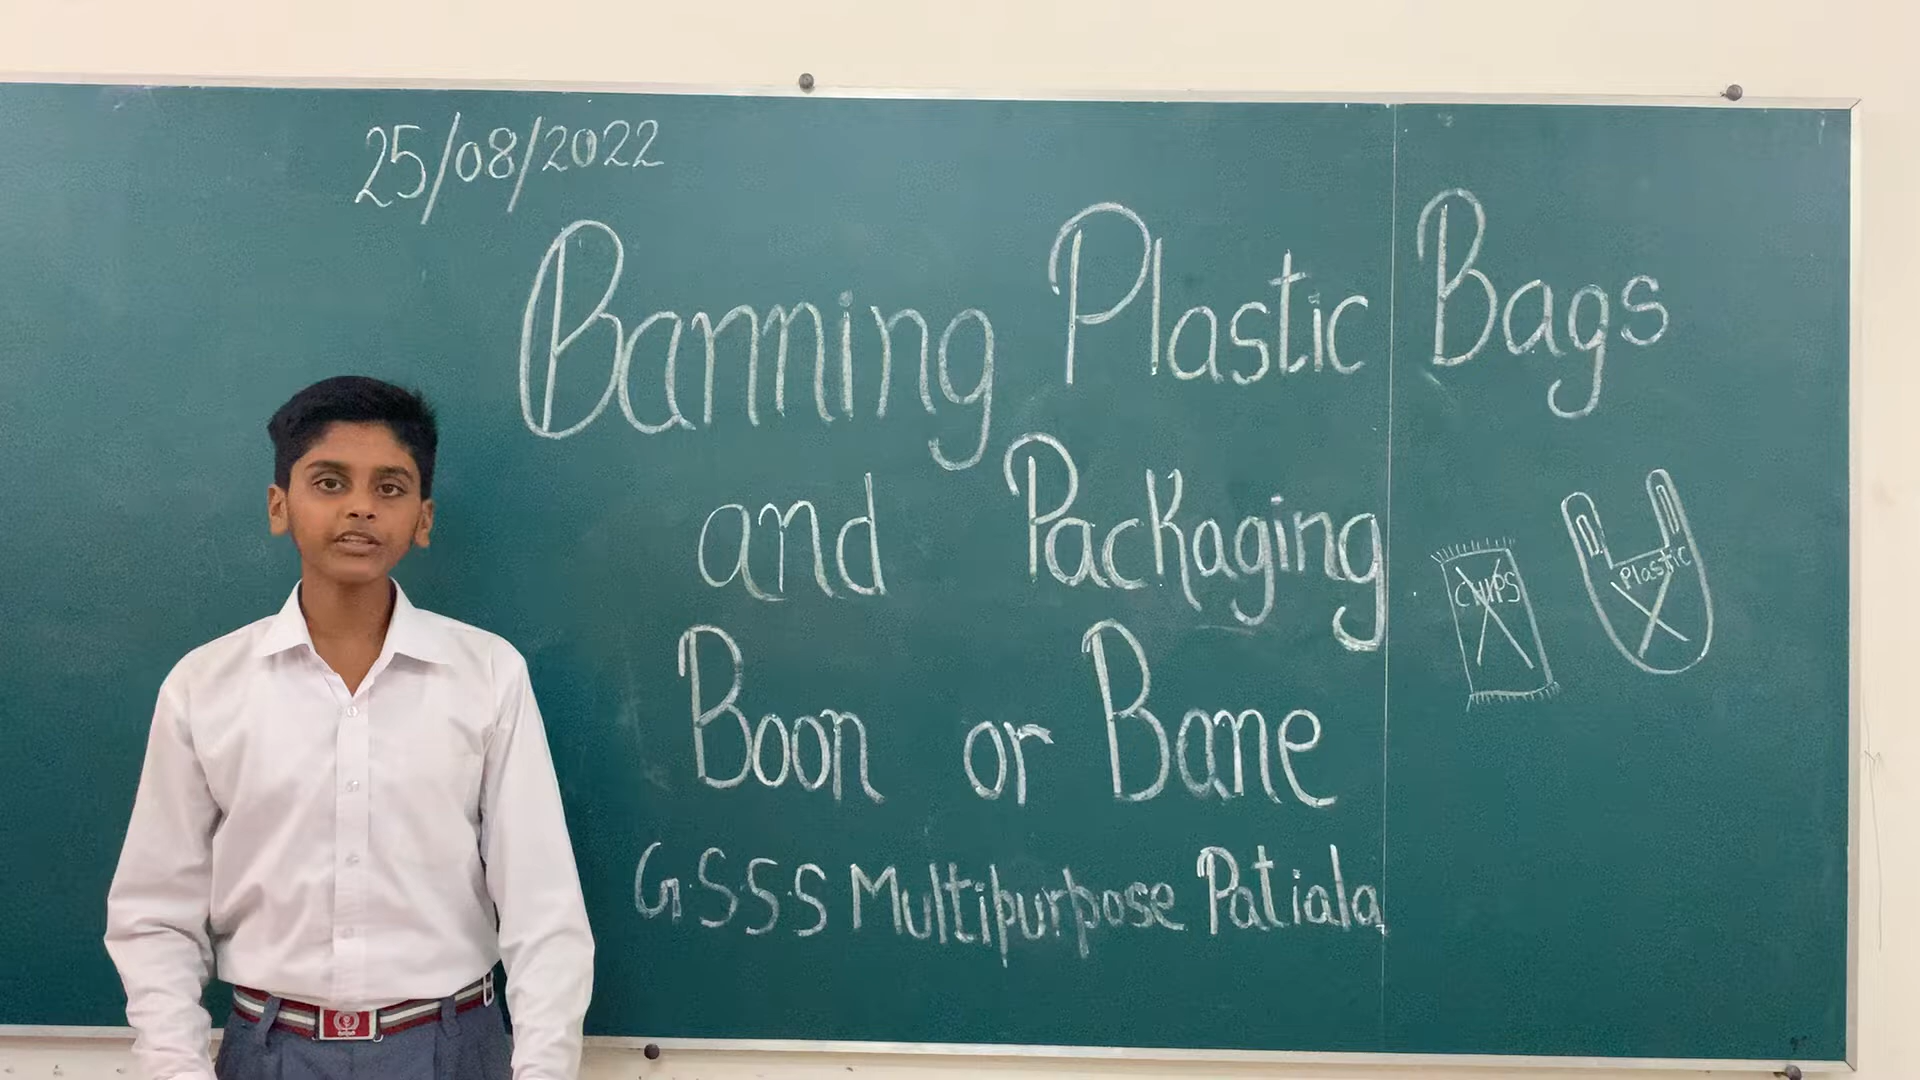 25/08/2022
Banning Plastic Bags
and Packaging
CHIPS
Plastic
Boon or Bane
G.S.S.S Multipurpose Patiala